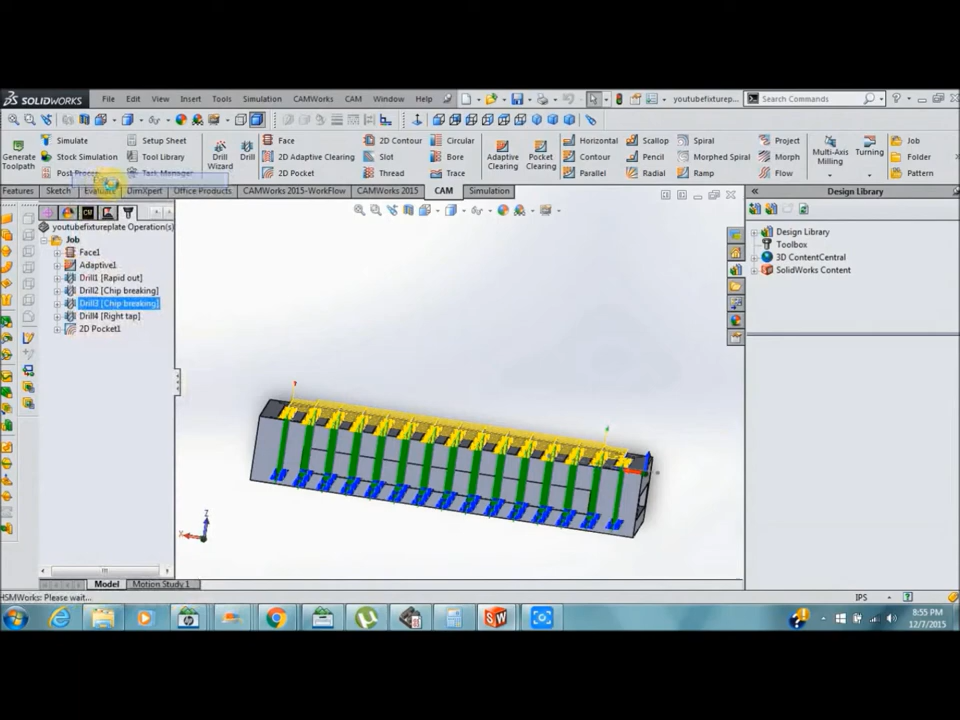 SOLIDWORKS File Edit View Insert Tools Simulation CAMWorks CAM Window Help youtubefixturep... Search Commands
Generate Toolpath
Simulate
Stock Simulation
Post Process
Setup Sheet
Tool Library
Task Manager
Drill Wizard
Drill
Face
2D Adaptive Clearing
2D Pocket
2D Contour
Slot
Thread
Circular
Bore
Trace
Adaptive Clearing
Pocket Clearing
Horizontal
Contour
Parallel
Scallop
Pencil
Radial
Spiral
Morphed Spiral
Ramp
Project
Morph
Flow
Multi-Axis Milling
Turning
Job
Folder
Pattern
Features Sketch Evaluate DimXpert Office Products CAMWorks 2015-WorkFlow CAMWorks 2015 CAM Simulation
Design Library
CM
youtubefixtureplate Operation(s)
Job
Face1
Adaptive1
Drill1 [Rapid out]
Drill2 [Chip breaking]
Drill3 [Chip breaking]
Drill4 [Right tap]
2D Pocket1
Design Library
Toolbox
3D ContentCentral
SolidWorks Content
Z
X
Model Motion Study 1
HSMWorks: Please wait...
IPS
8:55 PM
12/7/2015